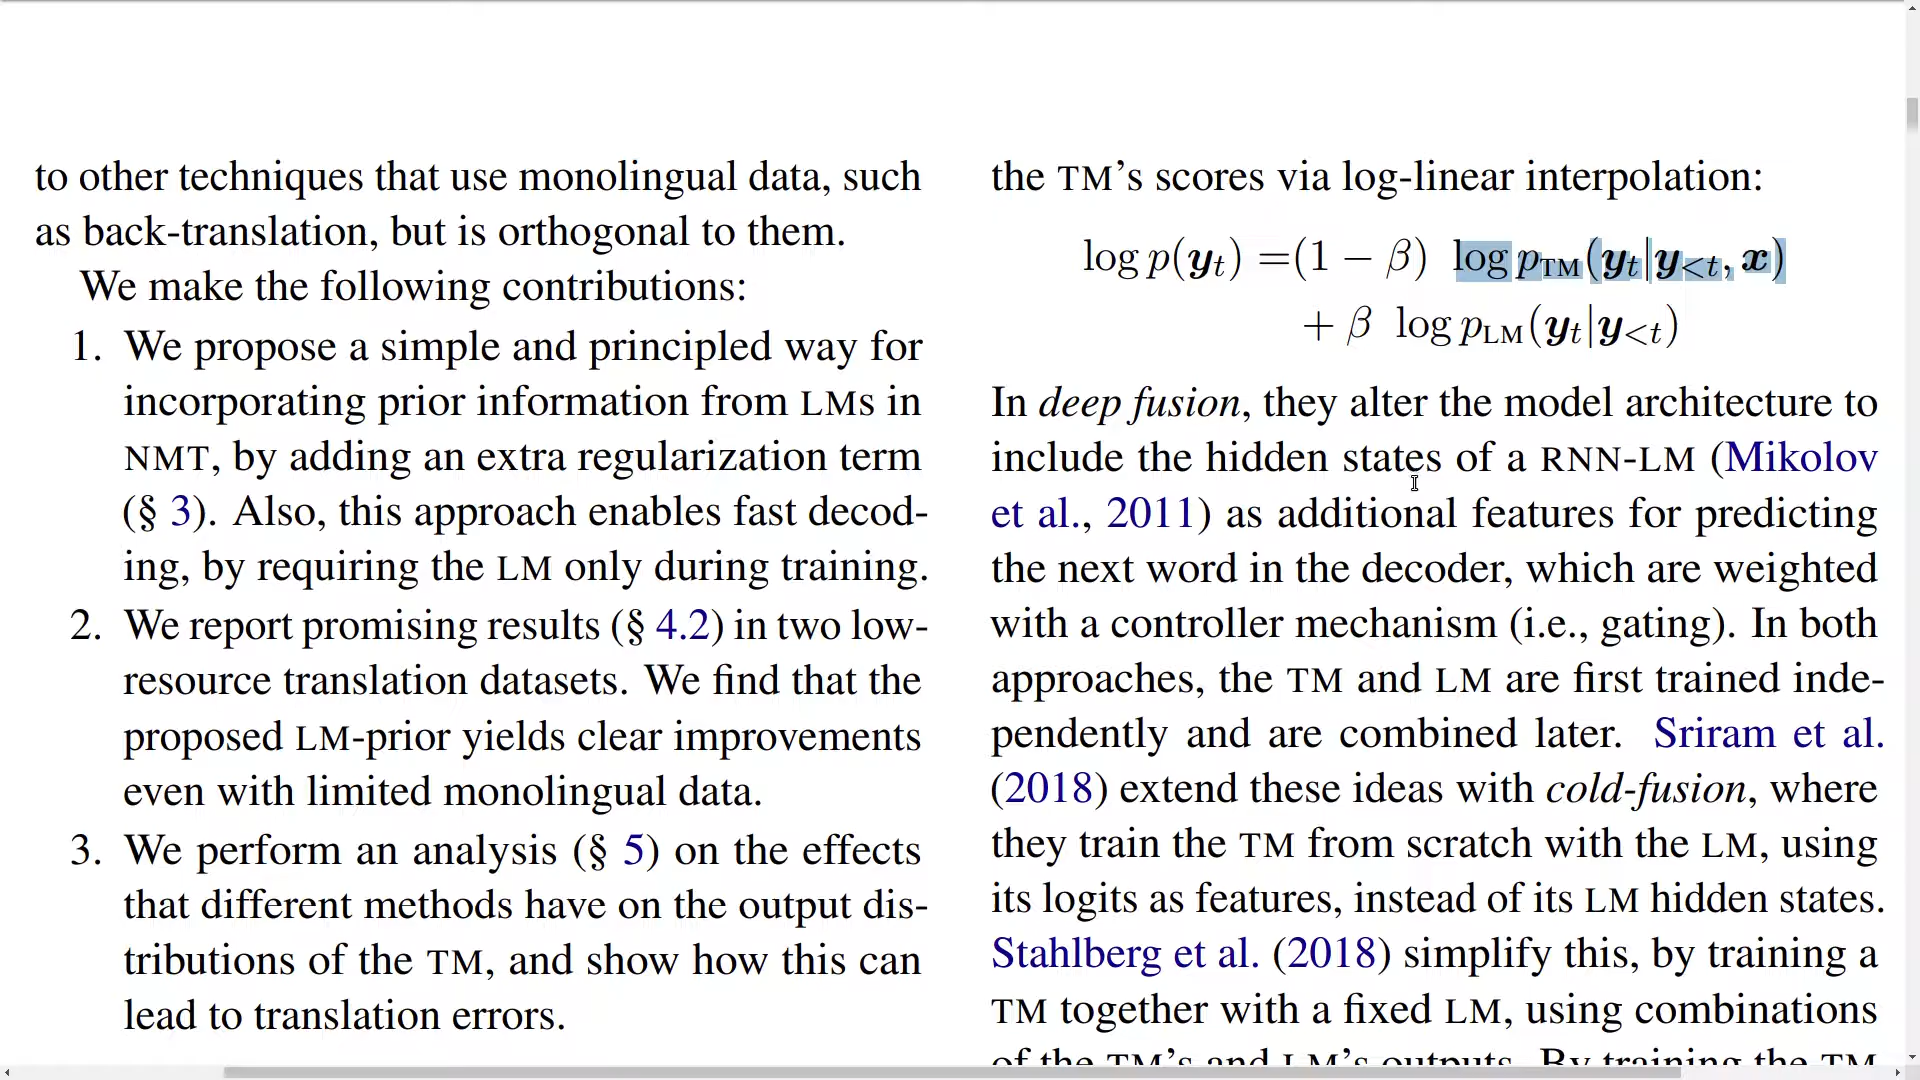 to other techniques that use monolingual data, such
as back-translation, but is orthogonal to them.
We make the following contributions:
1. We propose a simple and principled way for
incorporating prior information from LMs in
NMT, by adding an extra regularization term
(§ 3). Also, this approach enables fast decod-
ing, by requiring the LM only during training.
2. We report promising results (§ 4.2) in two low-
resource translation datasets. We find that the
proposed LM-prior yields clear improvements
even with limited monolingual data.
3. We perform an analysis (§ 5) on the effects
that different methods have on the output dis-
tributions of the TM, and show how this can
lead to translation errors.
the TM’s scores via log-linear interpolation:
log p(y_t) =(1 − β) log p_TM(y_t|y_<t, x)
+ β log p_LM(y_t|y_<t)
In deep fusion, they alter the model architecture to
include the hidden states of a RNN-LM (Mikolov
et al., 2011) as additional features for predicting
the next word in the decoder, which are weighted
with a controller mechanism (i.e., gating). In both
approaches, the TM and LM are first trained inde-
pendently and are combined later. Sriram et al.
(2018) extend these ideas with cold-fusion, where
they train the TM from scratch with the LM, using
its logits as features, instead of its LM hidden states.
Stahlberg et al. (2018) simplify this, by training a
TM together with a fixed LM, using combinations
of the TM’s and LM’s outputs. By training the TM